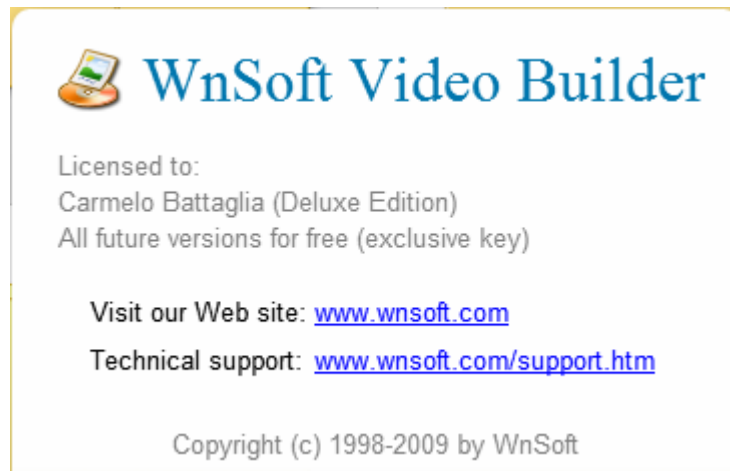 WnSoft Video Builder
Licensed to:
Carmelo Battaglia (Deluxe Edition)
All future versions for free (exclusive key)
Visit our Web site: www.wnsoft.com
Technical support: www.wnsoft.com/support.htm
Copyright (c) 1998-2009 by WnSoft